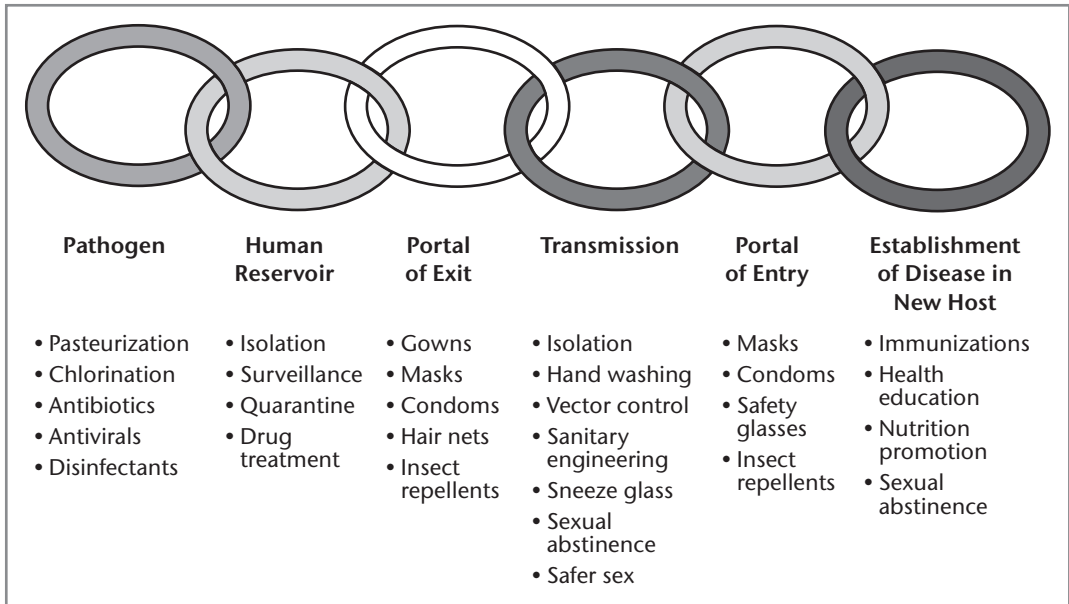 Pathogen
Human
Reservoir
Portal
of Exit
Transmission
Portal
of Entry
Establishment
of Disease in
New Host
• Pasteurization
• Chlorination
• Antibiotics
• Antivirals
• Disinfectants
• Isolation
• Surveillance
• Quarantine
• Drug
treatment
• Gowns
• Masks
• Condoms
• Hair nets
• Insect
repellents
• Isolation
• Hand washing
• Vector control
• Sanitary
engineering
• Sneeze glass
• Sexual
abstinence
• Safer sex
• Masks
• Condoms
• Safety
glasses
• Insect
repellents
• Immunizations
• Health
education
• Nutrition
promotion
• Sexual
abstinence